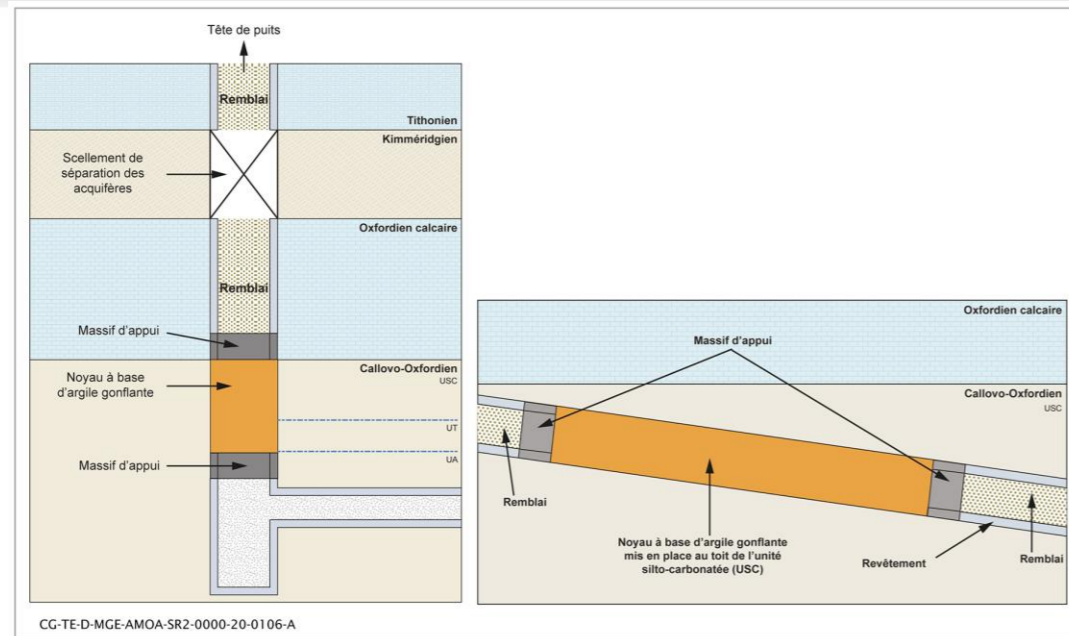 Tête de puits
Remblai
Tithonien
Kimméridgien
Scellement de
séparation des
acquifères
Oxfordien calcaire
Remblai
Massif d'appui
Callovo-Oxfordien
USC
Noyau à base
d'argile gonflante
UT
UA
Massif d'appui
Oxfordien calcaire
Massif d'appui
Callovo-Oxfordien
USC
Remblai
Noyau à base d'argile gonflante
mis en place au toit de l'unité
silto-carbonatée (USC)
Revêtement
Remblai
CG-TE-D-MGE-AMOA-SR2-0000-20-0106-A